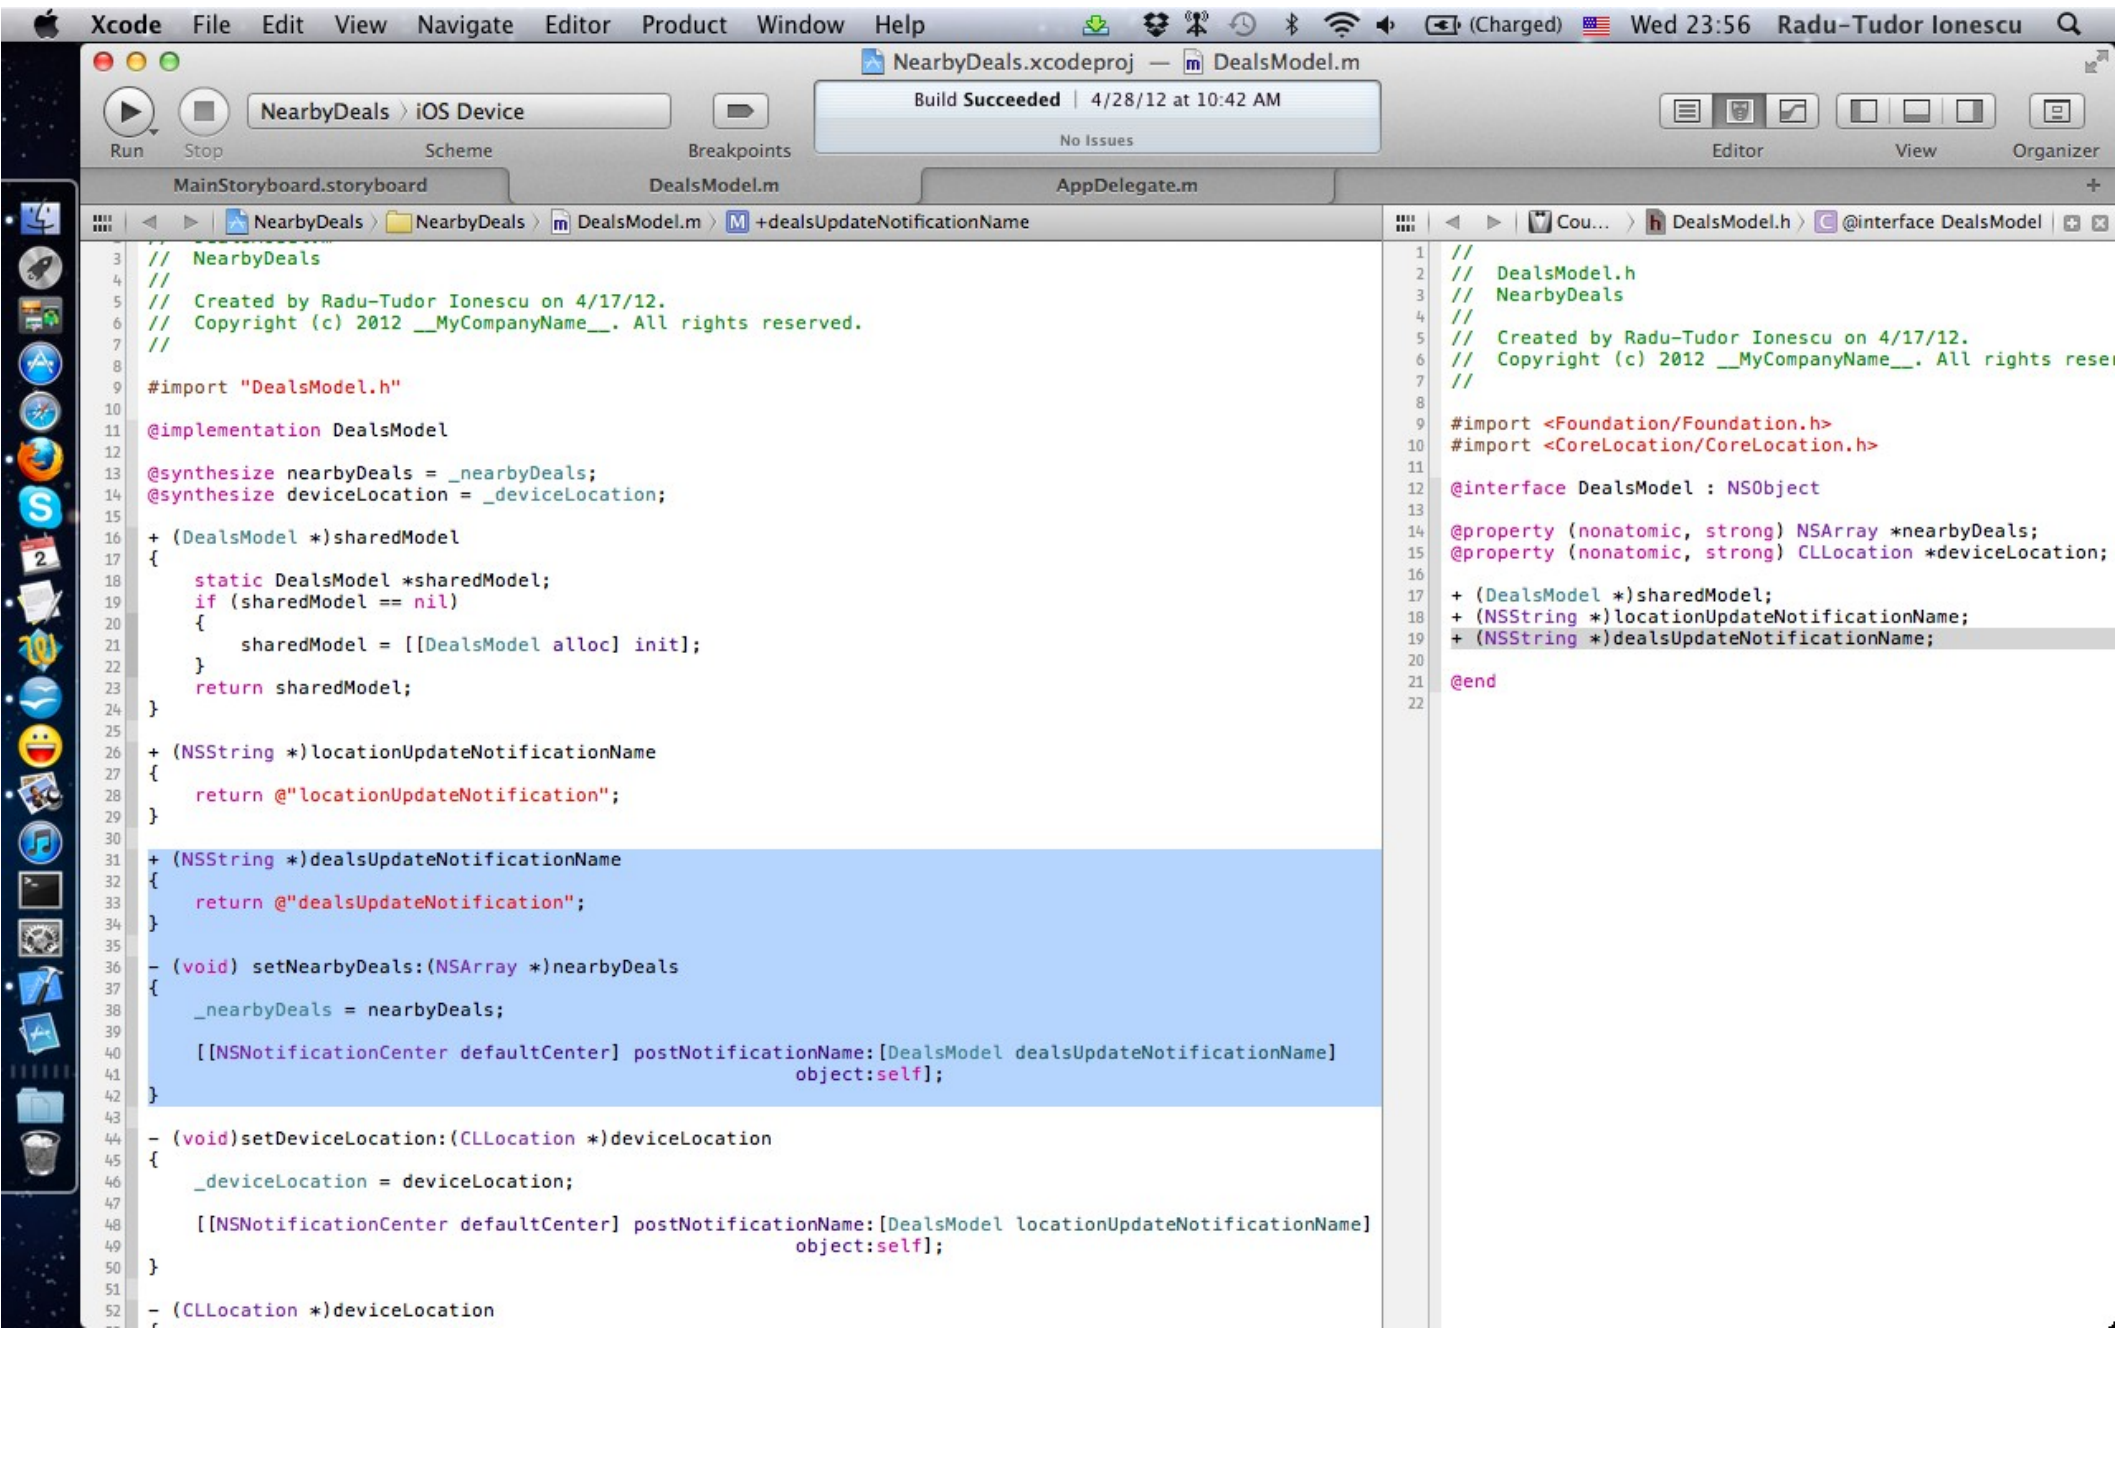 Xcode File Edit View Navigate Editor Product Window Help (Charged) Wed 23:56 Radu-Tudor Ionescu
NearbyDeals.xcodeproj — m DealsModel.m
NearbyDeals 〉 iOS Device
Build Succeeded | 4/28/12 at 10:42 AM
No Issues
Run Stop Scheme Breakpoints Editor View Organizer
MainStoryboard.storyboard DealsModel.m AppDelegate.m +
NearbyDeals 〉 NearbyDeals 〉 m DealsModel.m 〉 M +dealsUpdateNotificationName
3 // NearbyDeals
4 //
5 // Created by Radu-Tudor Ionescu on 4/17/12.
6 // Copyright (c) 2012 __MyCompanyName__. All rights reserved.
7 //
8
9 #import "DealsModel.h"
10
11 @implementation DealsModel
12
13 @synthesize nearbyDeals = _nearbyDeals;
14 @synthesize deviceLocation = _deviceLocation;
15
16 + (DealsModel *)sharedModel
17 {
18 static DealsModel *sharedModel;
19 if (sharedModel == nil)
20 {
21 sharedModel = [[DealsModel alloc] init];
22 }
23 return sharedModel;
24 }
25
26 + (NSString *)locationUpdateNotificationName
27 {
28 return @"locationUpdateNotification";
29 }
30
31 + (NSString *)dealsUpdateNotificationName
32 {
33 return @"dealsUpdateNotification";
34 }
35
36 - (void) setNearbyDeals:(NSArray *)nearbyDeals
37 {
38 _nearbyDeals = nearbyDeals;
39
40 [[NSNotificationCenter defaultCenter] postNotificationName:[DealsModel dealsUpdateNotificationName]
41 object:self];
42 }
43
44 - (void)setDeviceLocation:(CLLocation *)deviceLocation
45 {
46 _deviceLocation = deviceLocation;
47
48 [[NSNotificationCenter defaultCenter] postNotificationName:[DealsModel locationUpdateNotificationName]
49 object:self];
50 }
51
52 - (CLLocation *)deviceLocation
Cou... 〉 h DealsModel.h 〉 C @interface DealsModel
1 //
2 // DealsModel.h
3 // NearbyDeals
4 //
5 // Created by Radu-Tudor Ionescu on 4/17/12.
6 // Copyright (c) 2012 __MyCompanyName__. All rights reser
7 //
8
9 #import <Foundation/Foundation.h>
10 #import <CoreLocation/CoreLocation.h>
11
12 @interface DealsModel : NSObject
13
14 @property (nonatomic, strong) NSArray *nearbyDeals;
15 @property (nonatomic, strong) CLLocation *deviceLocation;
16
17 + (DealsModel *)sharedModel;
18 + (NSString *)locationUpdateNotificationName;
19 + (NSString *)dealsUpdateNotificationName;
20
21 @end
22
2